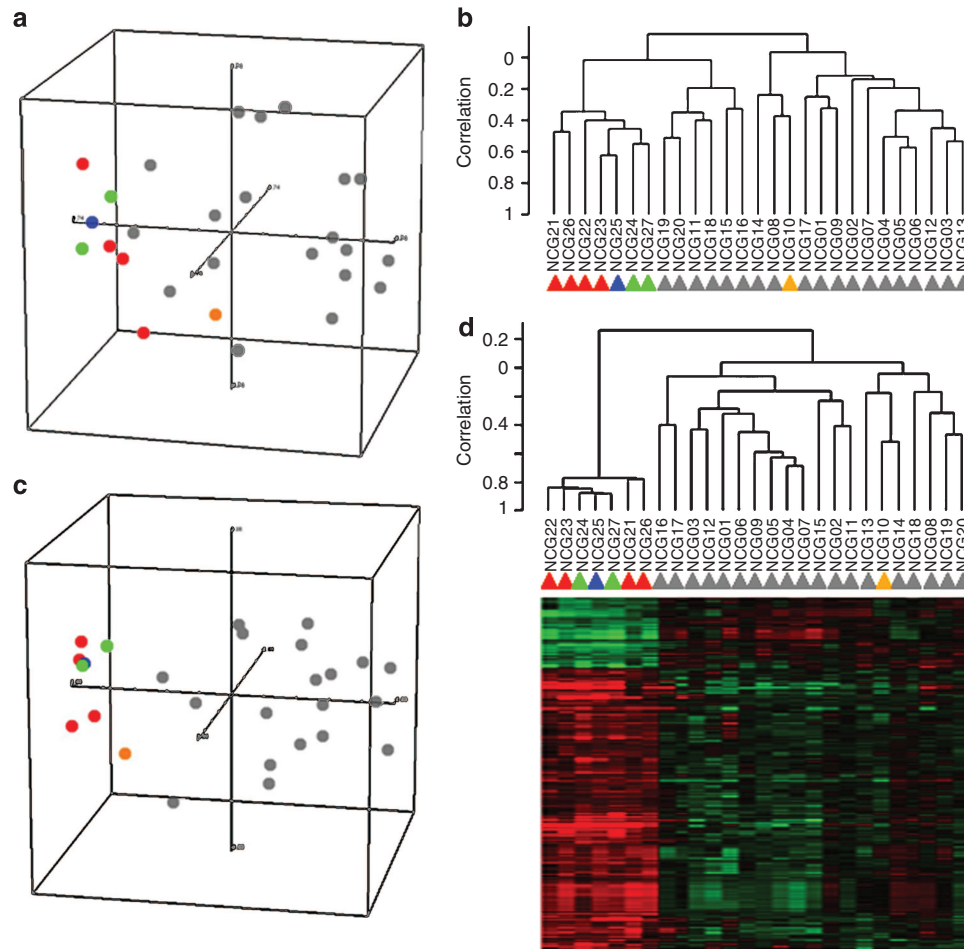 a
b
Correlation
0
0.2
0.4
0.6
0.8
1
NCG21
NCG26
NCG22
NCG23
NCG25
NCG24
NCG27
NCG19
NCG20
NCG11
NCG18
NCG15
NCG16
NCG14
NCG08
NCG10
NCG17
NCG01
NCG09
NCG02
NCG07
NCG04
NCG05
NCG06
NCG12
NCG03
NCG13
c
d
Correlation
0.2
0
0.4
0.8
1
NCG22
NCG23
NCG24
NCG25
NCG27
NCG21
NCG26
NCG16
NCG17
NCG03
NCG12
NCG01
NCG06
NCG09
NCG05
NCG04
NCG07
NCG15
NCG02
NCG11
NCG13
NCG10
NCG14
NCG18
NCG08
NCG19
NCG20